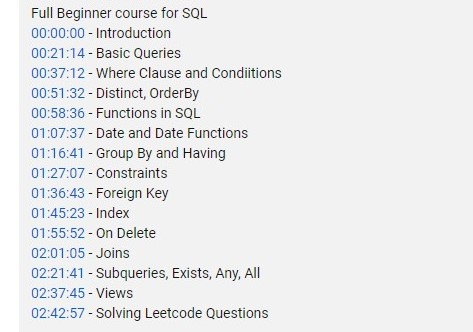 Full Beginner course for SQL
00:00:00 - Introduction
00:21:14 - Basic Queries
00:37:12 - Where Clause and Condiitions
00:51:32 - Distinct, OrderBy
00:58:36 - Functions in SQL
01:07:37 - Date and Date Functions
01:16:41 - Group By and Having
01:27:07 - Constraints
01:36:43 - Foreign Key
01:45:23 - Index
01:55:52 - On Delete
02:01:05 - Joins
02:21:41 - Subqueries, Exists, Any, All
02:37:45 - Views
02:42:57 - Solving Leetcode Questions